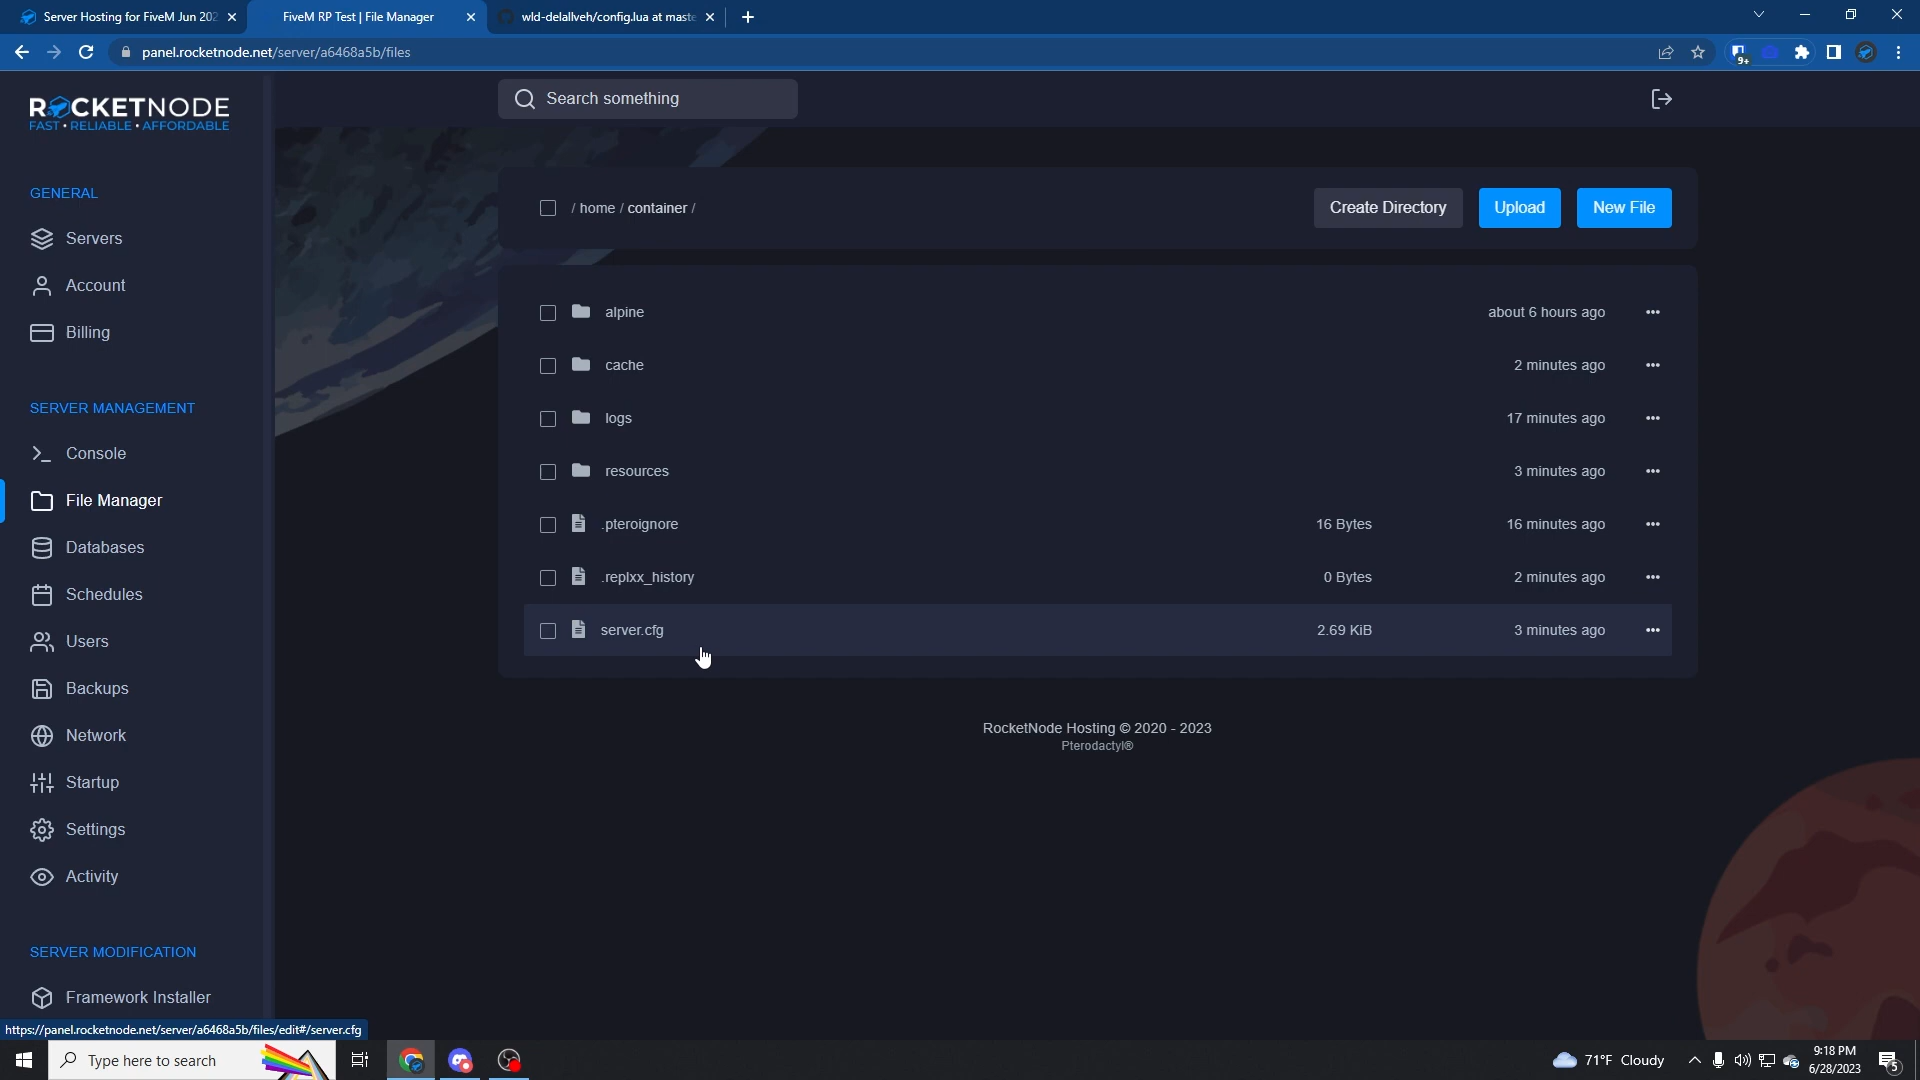 Server Hosting for FiveM Jun 202
FiveM RP Test | File Manager
wld-delallveh/config.lua at maste
panel.rocketnode.net/server/a6468a5b/files
9+
ROCKETNODE
FAST • RELIABLE • AFFORDABLE
Search something
GENERAL
Servers
Account
Billing
SERVER MANAGEMENT
Console
File Manager
Databases
Schedules
Users
Backups
Network
Startup
Settings
Activity
SERVER MODIFICATION
Framework Installer
/ home / container /
Create Directory
Upload
New File
alpine about 6 hours ago
cache 2 minutes ago
logs 17 minutes ago
resources 3 minutes ago
.pteroignore 16 Bytes 16 minutes ago
.replxx_history 0 Bytes 2 minutes ago
server.cfg 2.69 KiB 3 minutes ago
RocketNode Hosting © 2020 - 2023
Pterodactyl®
https://panel.rocketnode.net/server/a6468a5b/files/edit#/server.cfg
Type here to search
71°F Cloudy
9:18 PM
6/28/2023
5